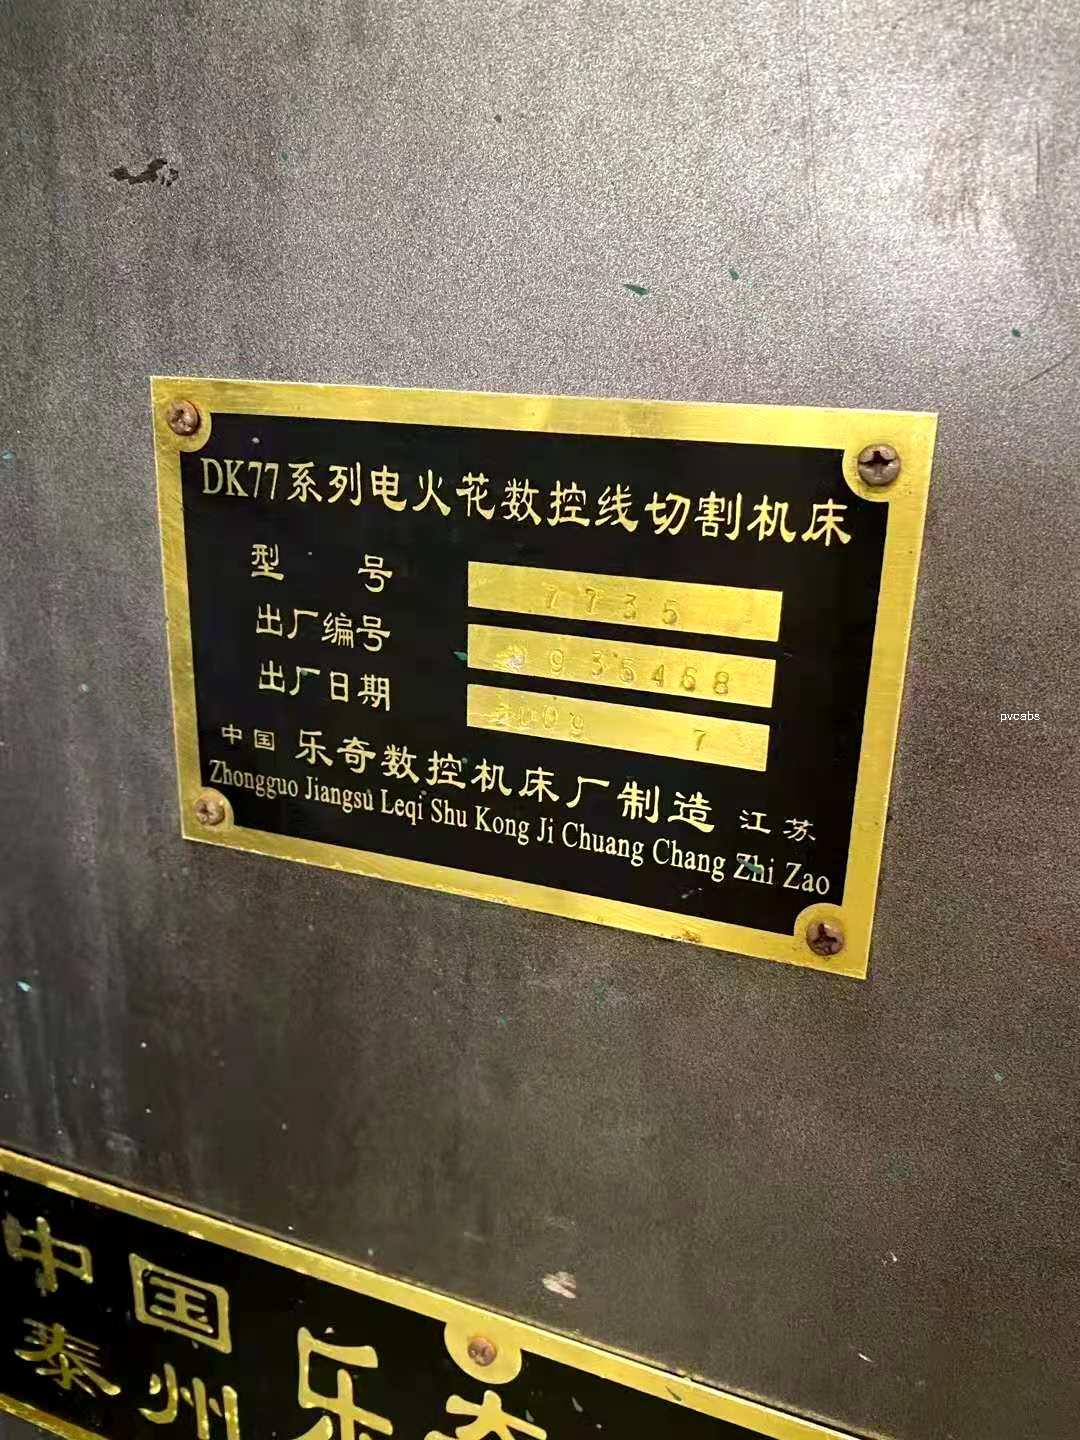 DK77系列电火花数控线切割机床
型 号 7735
出厂编号 935468
出厂日期 2009 7
中国 乐奇数控机床厂制造 江苏
Zhongguo Jiangsu Leqi Shu Kong Ji Chuang Chang Zhi Zao
pvcabs
中国
泰州
乐奇